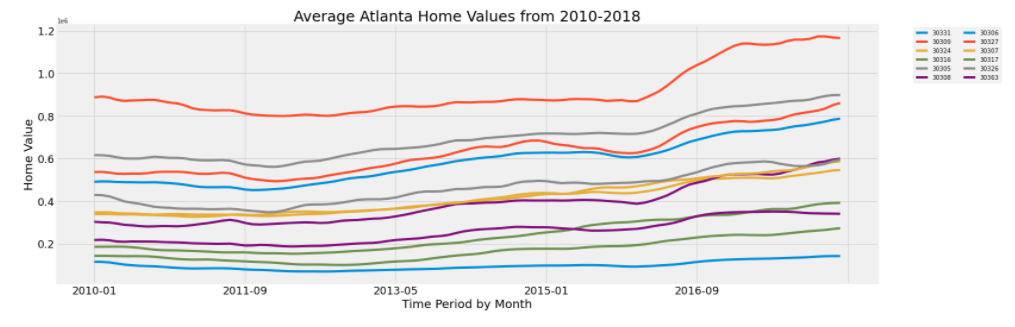 Average Atlanta Home Values from 2010-2018
1e6
1.2
1.0
0.8
0.6
0.4
0.2
Home Value
2010-01 2011-09 2013-05 2015-01 2016-09
Time Period by Month
30331 30306
30309 30327
30324 30307
30316 30317
30305 30326
30308 30363